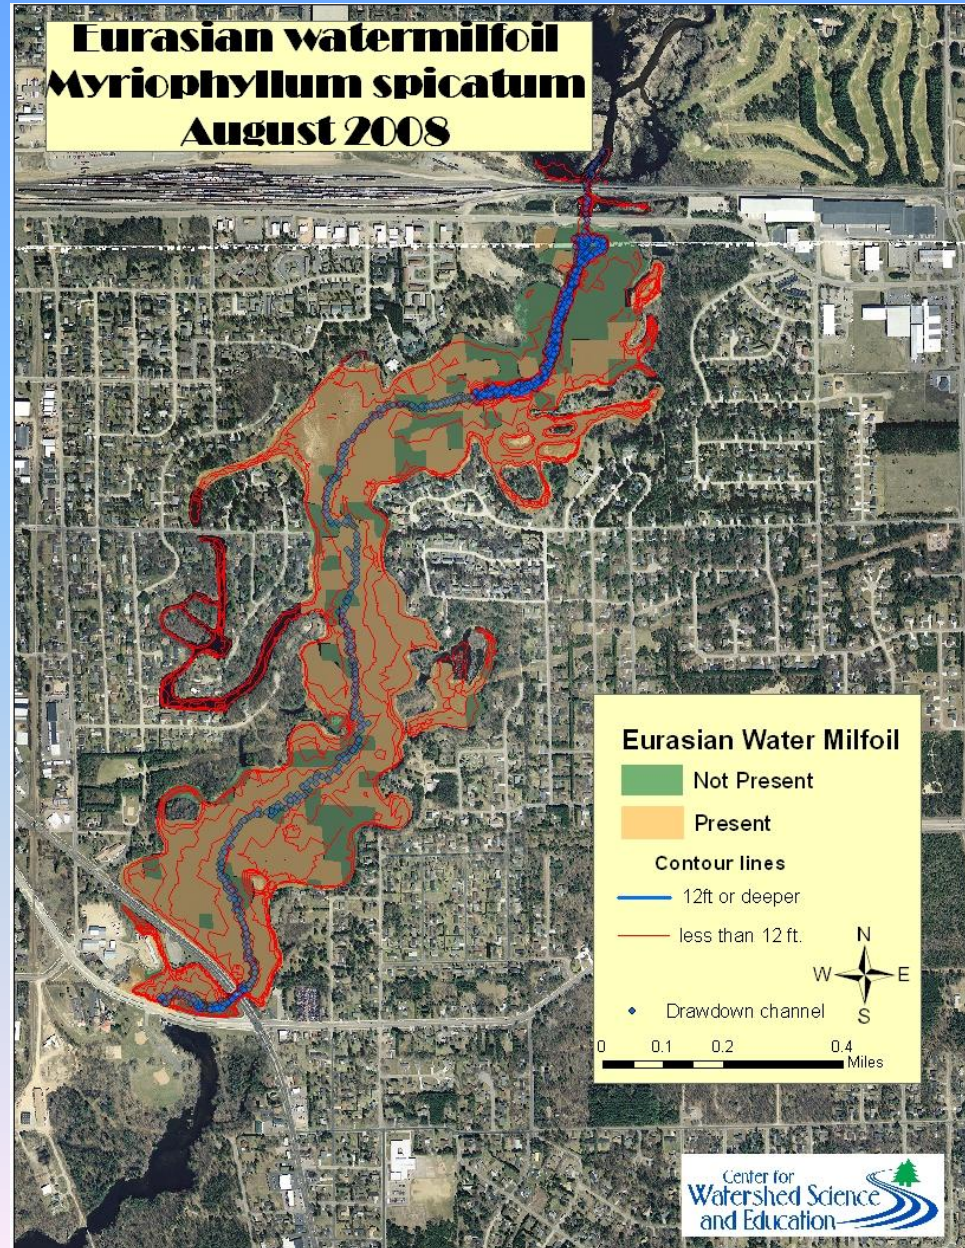 Eurasian watermilfoil
Myriophyllum spicatum
August 2008
Eurasian Water Milfoil
Not Present
Present
Contour lines
12ft or deeper
less than 12 ft.
N
W E
S
Drawdown channel
0 0.1 0.2 0.4
Miles
Center for
Watershed Science
and Education